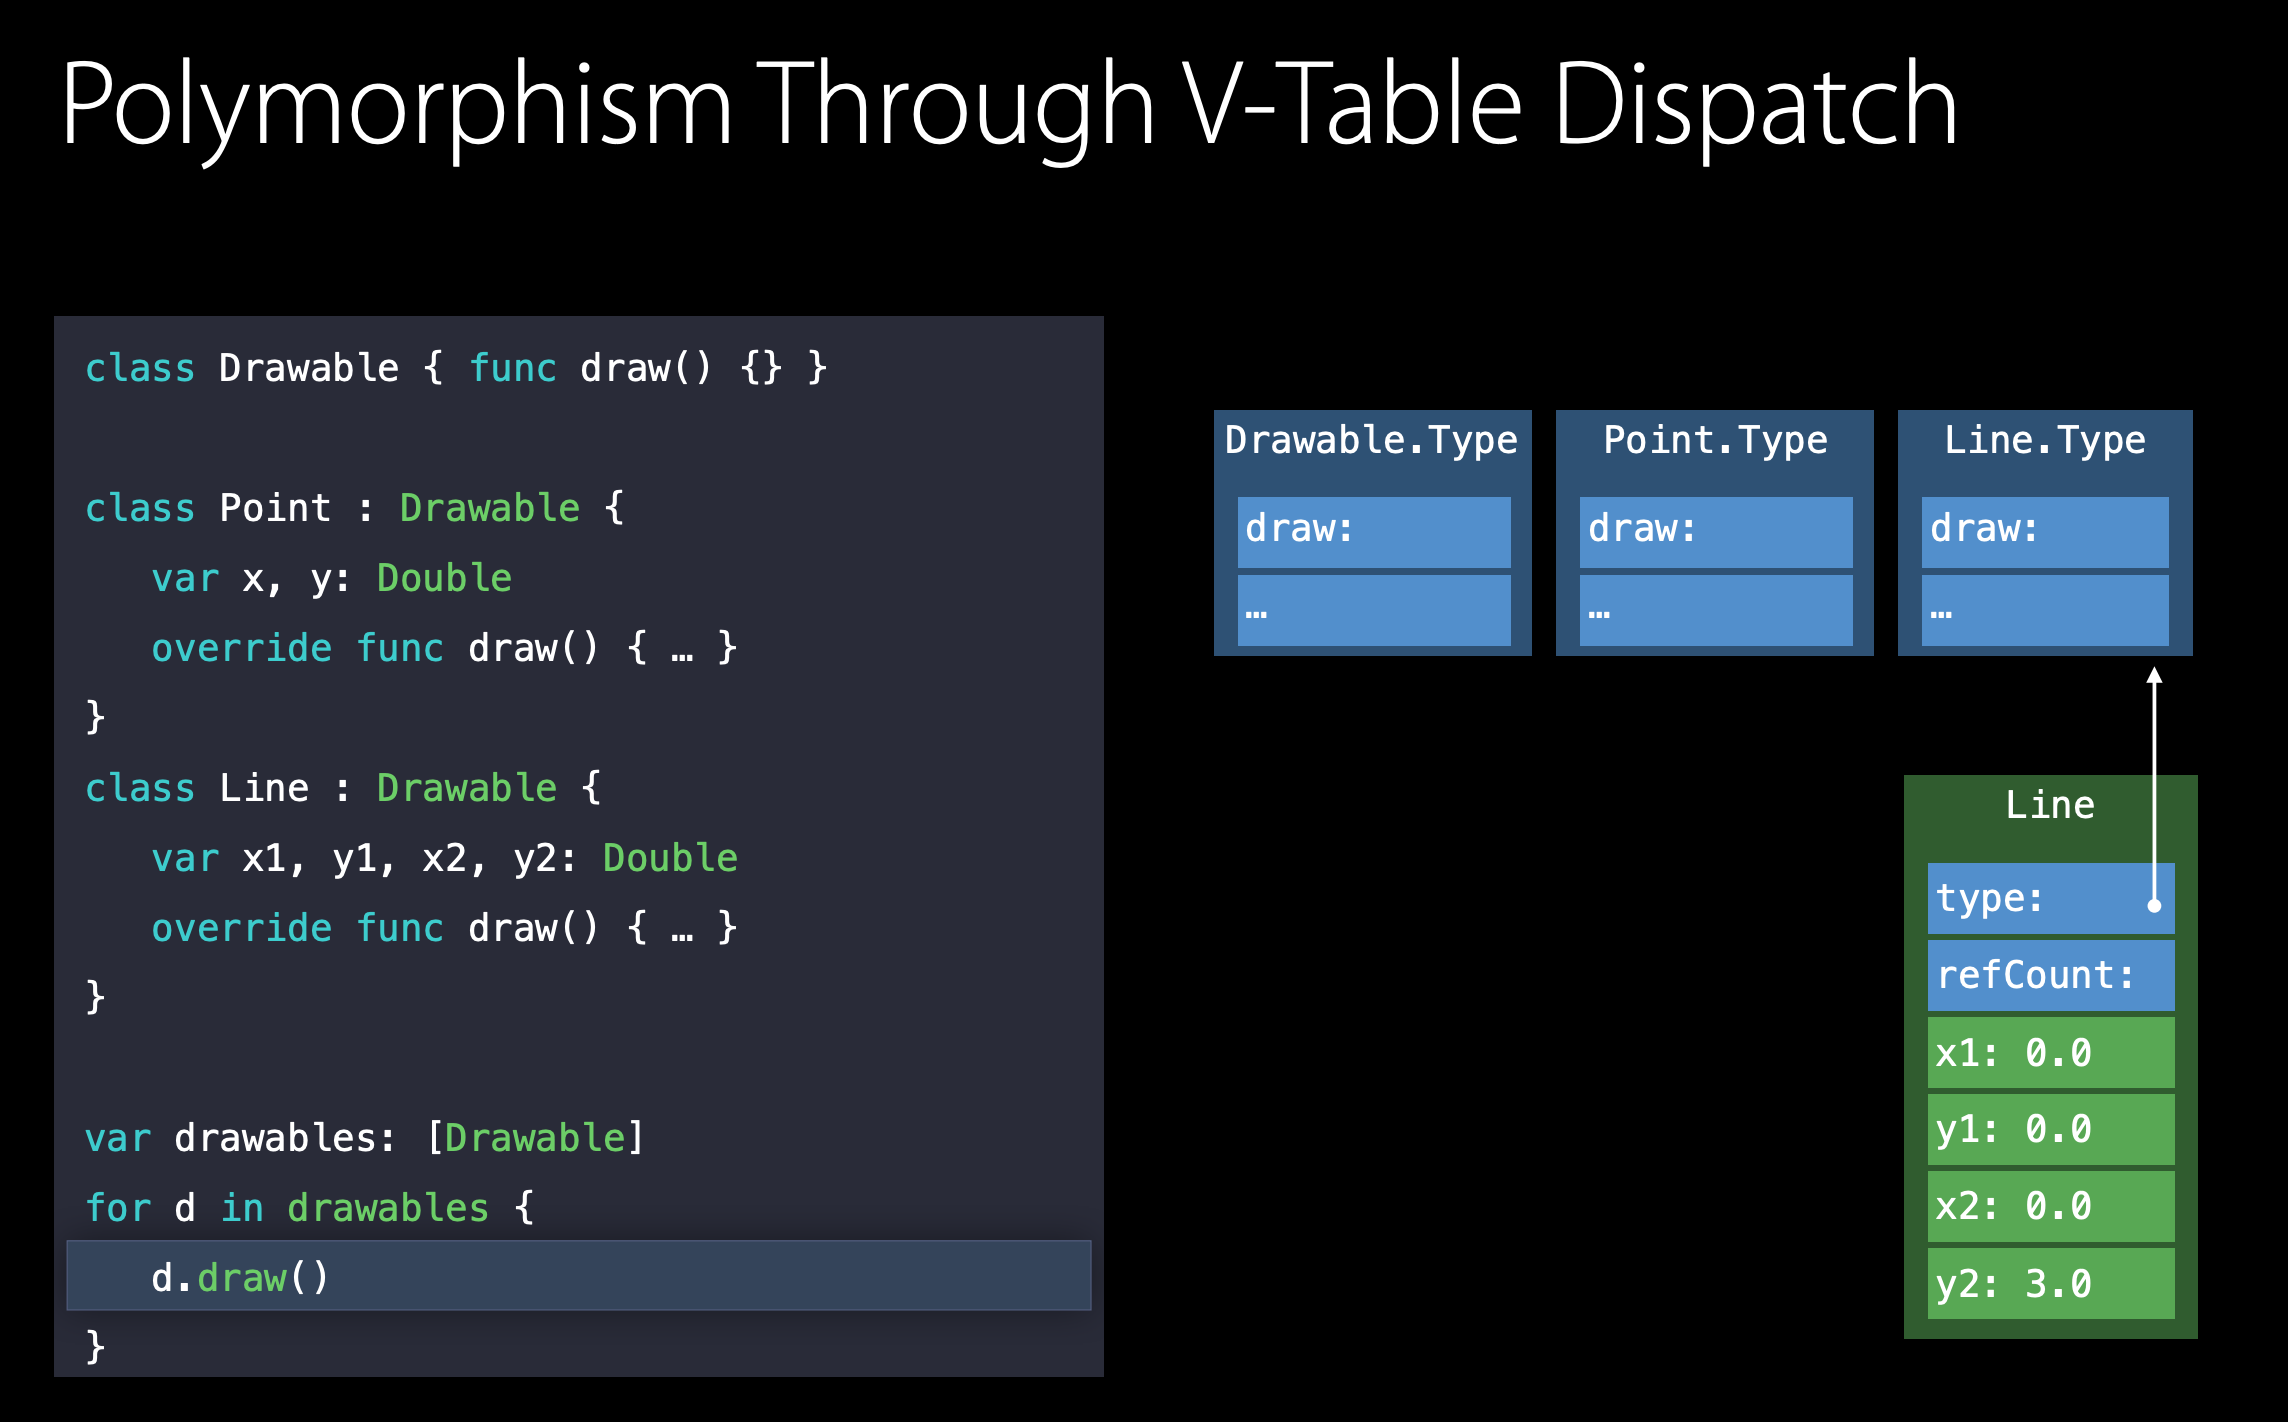 Polymorphism Through V-Table Dispatch
class Drawable { func draw() {} }
class Point : Drawable {
var x, y: Double
override func draw() { … }
}
class Line : Drawable {
var x1, y1, x2, y2: Double
override func draw() { … }
}
var drawables: [Drawable]
for d in drawables {
d.draw()
}
Drawable.Type
draw:
…
Point.Type
draw:
…
Line.Type
draw:
…
Line
type:
refCount:
x1: 0.0
y1: 0.0
x2: 0.0
y2: 3.0